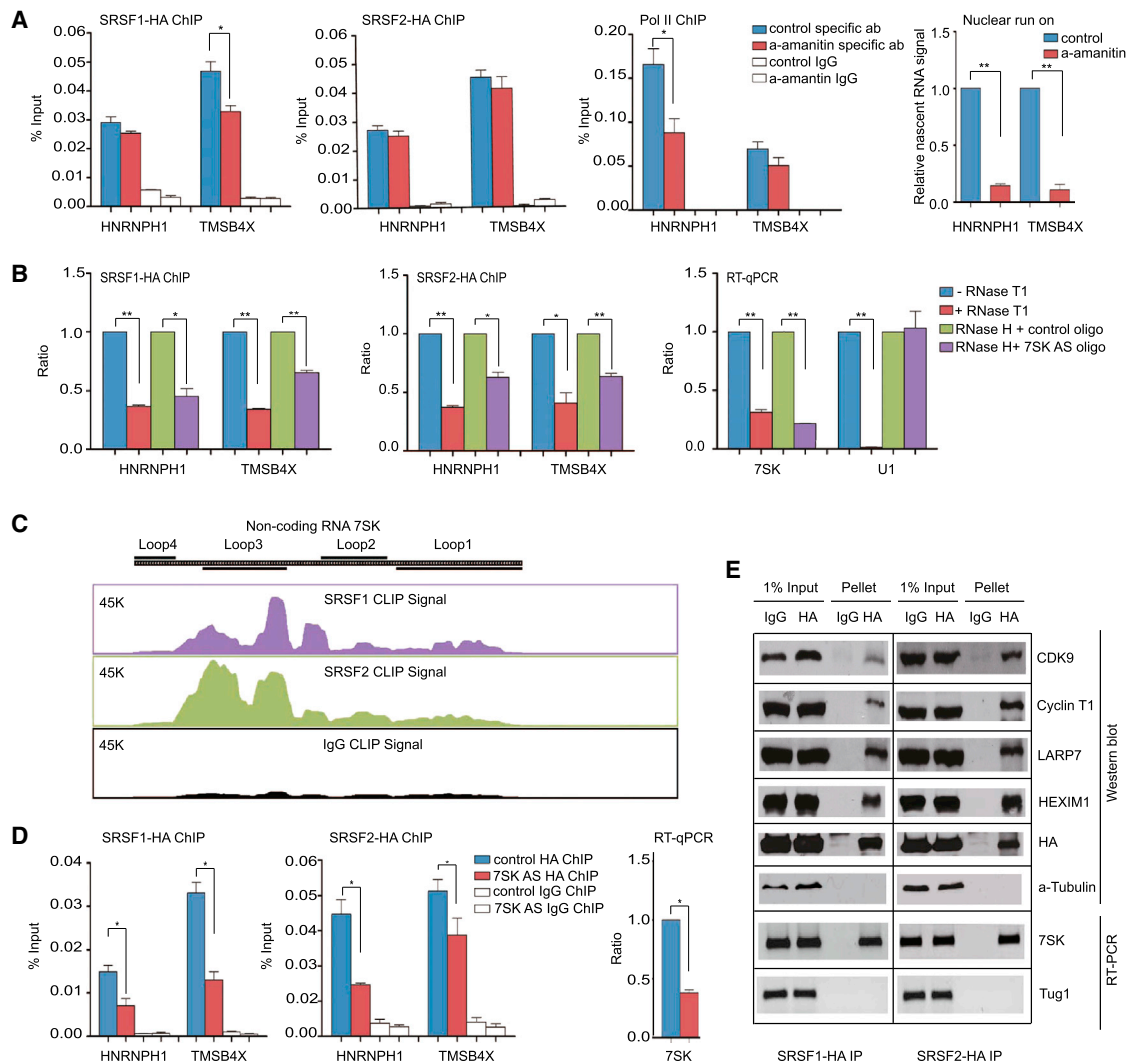 A
SRSF1-HA ChIP
% Input
0.06
0.05
0.04
0.03
0.02
0.01
0.00
*
HNRNPH1 TMSB4X
SRSF2-HA ChIP
% Input
0.06
0.05
0.04
0.03
0.02
0.01
0.00
HNRNPH1 TMSB4X
Pol II ChIP
% Input
0.20
0.15
0.10
0.05
0.00
*
HNRNPH1 TMSB4X
control specific ab
a-amanitin specific ab
control IgG
a-amantin IgG
Nuclear run on
control
a-amanitin
Relative nascent RNA signal
1.5
1.0
0.5
0.0
** **
HNRNPH1 TMSB4X
B
SRSF1-HA ChIP
Ratio
1.5
1.0
0.5
0.0
** * ** **
HNRNPH1 TMSB4X
SRSF2-HA ChIP
Ratio
1.5
1.0
0.5
0.0
** * * **
HNRNPH1 TMSB4X
RT-qPCR
Ratio
1.5
1.0
0.5
0.0
** ** **
7SK U1
- RNase T1
+ RNase T1
RNase H + control oligo
RNase H+ 7SK AS oligo
C
Non-coding RNA 7SK
Loop4 Loop3 Loop2 Loop1
45K SRSF1 CLIP Signal
45K SRSF2 CLIP Signal
45K IgG CLIP Signal
D
SRSF1-HA ChIP
% Input
0.04
0.03
0.02
0.01
0.00
* *
HNRNPH1 TMSB4X
SRSF2-HA ChIP
% Input
0.06
0.04
0.02
0.00
* *
HNRNPH1 TMSB4X
control HA ChIP
7SK AS HA ChIP
control IgG ChIP
7SK AS IgG ChIP
RT-qPCR
Ratio
1.5
1.0
0.5
0.0
*
7SK
E
1% Input Pellet 1% Input Pellet
IgG HA IgG HA IgG HA IgG HA
CDK9
Cyclin T1
LARP7
HEXIM1
HA
a-Tubulin
7SK
Tug1
Western blot
RT-PCR
SRSF1-HA IP SRSF2-HA IP